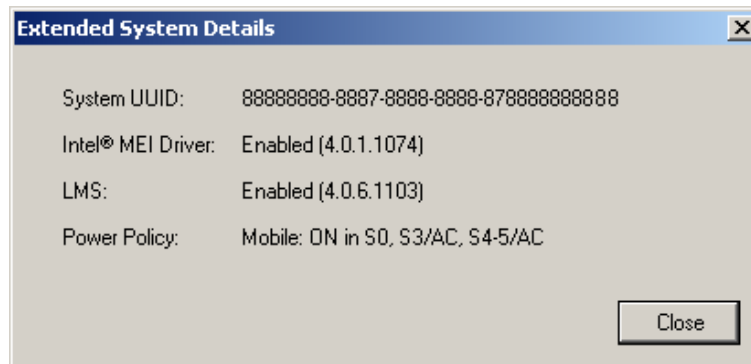 Extended System Details
System UUID: 88888888-8887-8888-8888-878888888888
Intel® MEI Driver: Enabled (4.0.1.1074)
LMS: Enabled (4.0.6.1103)
Power Policy: Mobile: ON in S0, S3/AC, S4-5/AC
Close